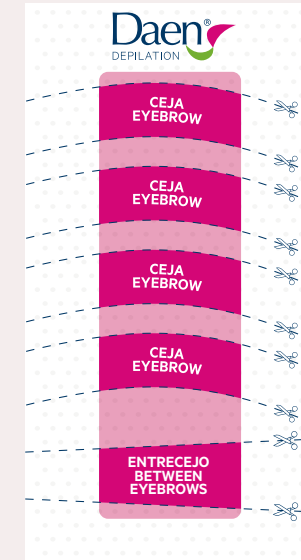 Daen®
DEPILATION
CEJA
EYEBROW
CEJA
EYEBROW
CEJA
EYEBROW
CEJA
EYEBROW
ENTRECEJO
BETWEEN
EYEBROWS